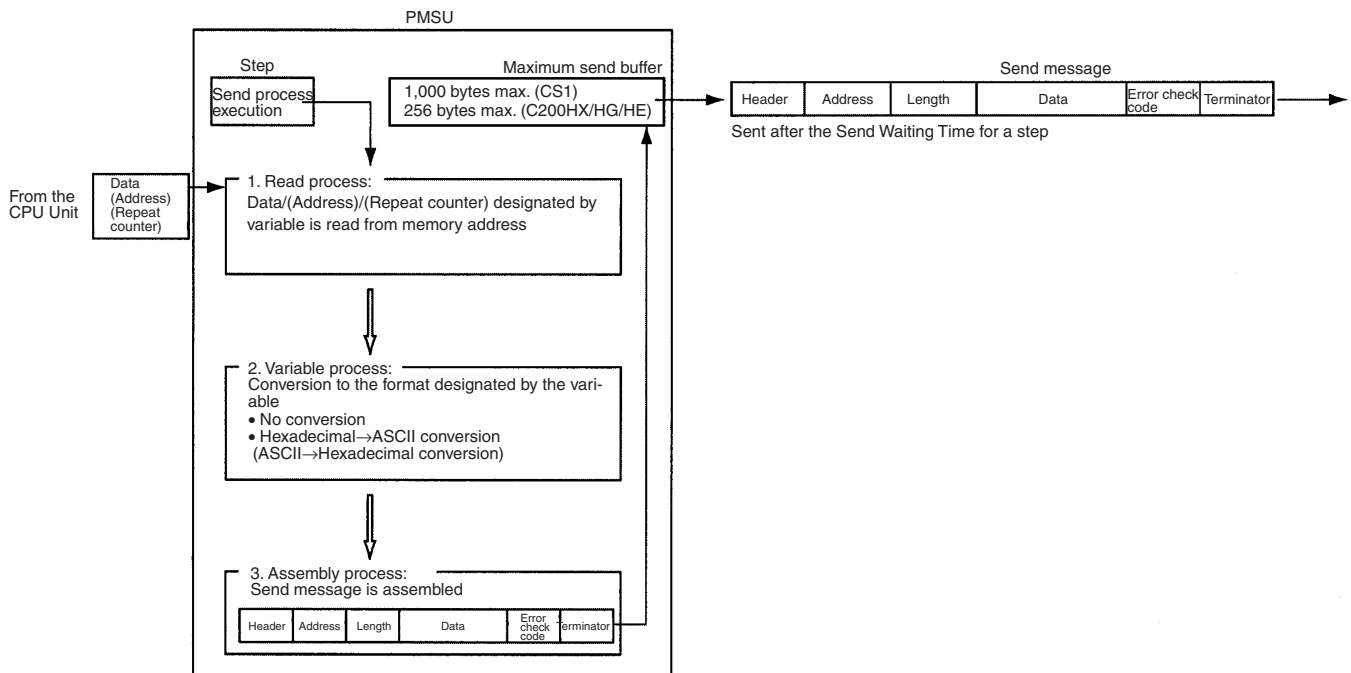 PMSU
Step
Send process
execution
Maximum send buffer
1,000 bytes max. (CS1)
256 bytes max. (C200HX/HG/HE)
Send message
Header
Address
Length
Data
Error check
code
Terminator
Sent after the Send Waiting Time for a step
From the
CPU Unit
Data
(Address)
(Repeat
counter)
1. Read process:
Data/(Address)/(Repeat counter) designated by
variable is read from memory address
2. Variable process:
Conversion to the format designated by the vari-
able
• No conversion
• Hexadecimal→ASCII conversion
(ASCII→Hexadecimal conversion)
3. Assembly process:
Send message is assembled
Header
Address
Length
Data
Error
check
code
Terminator